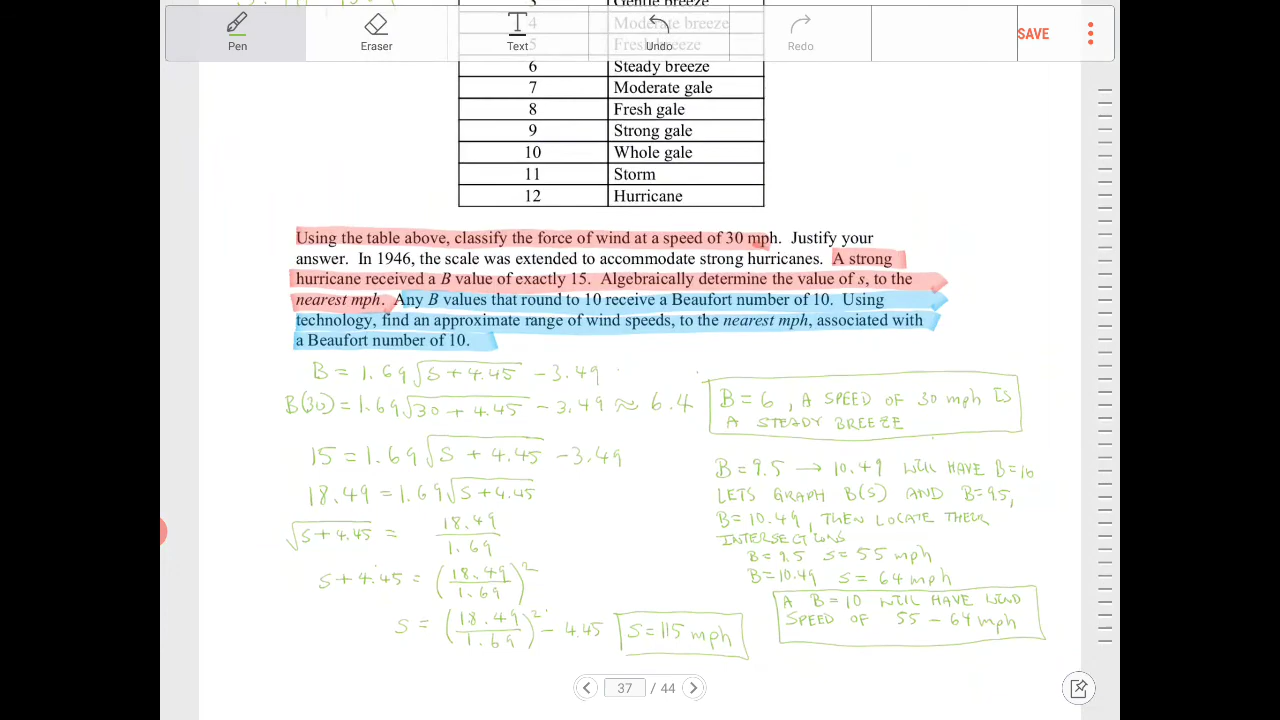 Pen
Eraser
Text
Undo
Redo
SAVE
3 Gentle breeze
4 Moderate breeze
5 Fresh breeze
6 Steady breeze
7 Moderate gale
8 Fresh gale
9 Strong gale
10 Whole gale
11 Storm
12 Hurricane
Using the table above, classify the force of wind at a speed of 30 mph. Justify your
answer. In 1946, the scale was extended to accommodate strong hurricanes. A strong
hurricane received a B value of exactly 15. Algebraically determine the value of s, to the
nearest mph. Any B values that round to 10 receive a Beaufort number of 10. Using
technology, find an approximate range of wind speeds, to the nearest mph, associated with
a Beaufort number of 10.
B = 1.69√S + 4.45 - 3.49
B(30) = 1.69√30 + 4.45 - 3.49 ≈ 6.4
15 = 1.69√S + 4.45 - 3.49
18.49 = 1.69√S + 4.45
√S + 4.45 = 18.49/1.69
S + 4.45 = (18.49/1.69)²
S = (18.49/1.69)² - 4.45
S = 115 mph
B = 6, A SPEED OF 30 mph IS
A STEADY BREEZE
B = 9.5 → 10.49 WILL HAVE B = 10
LETS GRAPH B(S) AND B = 9.5,
B = 10.49, THEN LOCATE THEIR
INTERSECTIONS
B = 9.5 S = 55 mph
B = 10.49 S = 64 mph
A B = 10 WILL HAVE WIND
SPEED OF 55 - 64 mph
37 / 44